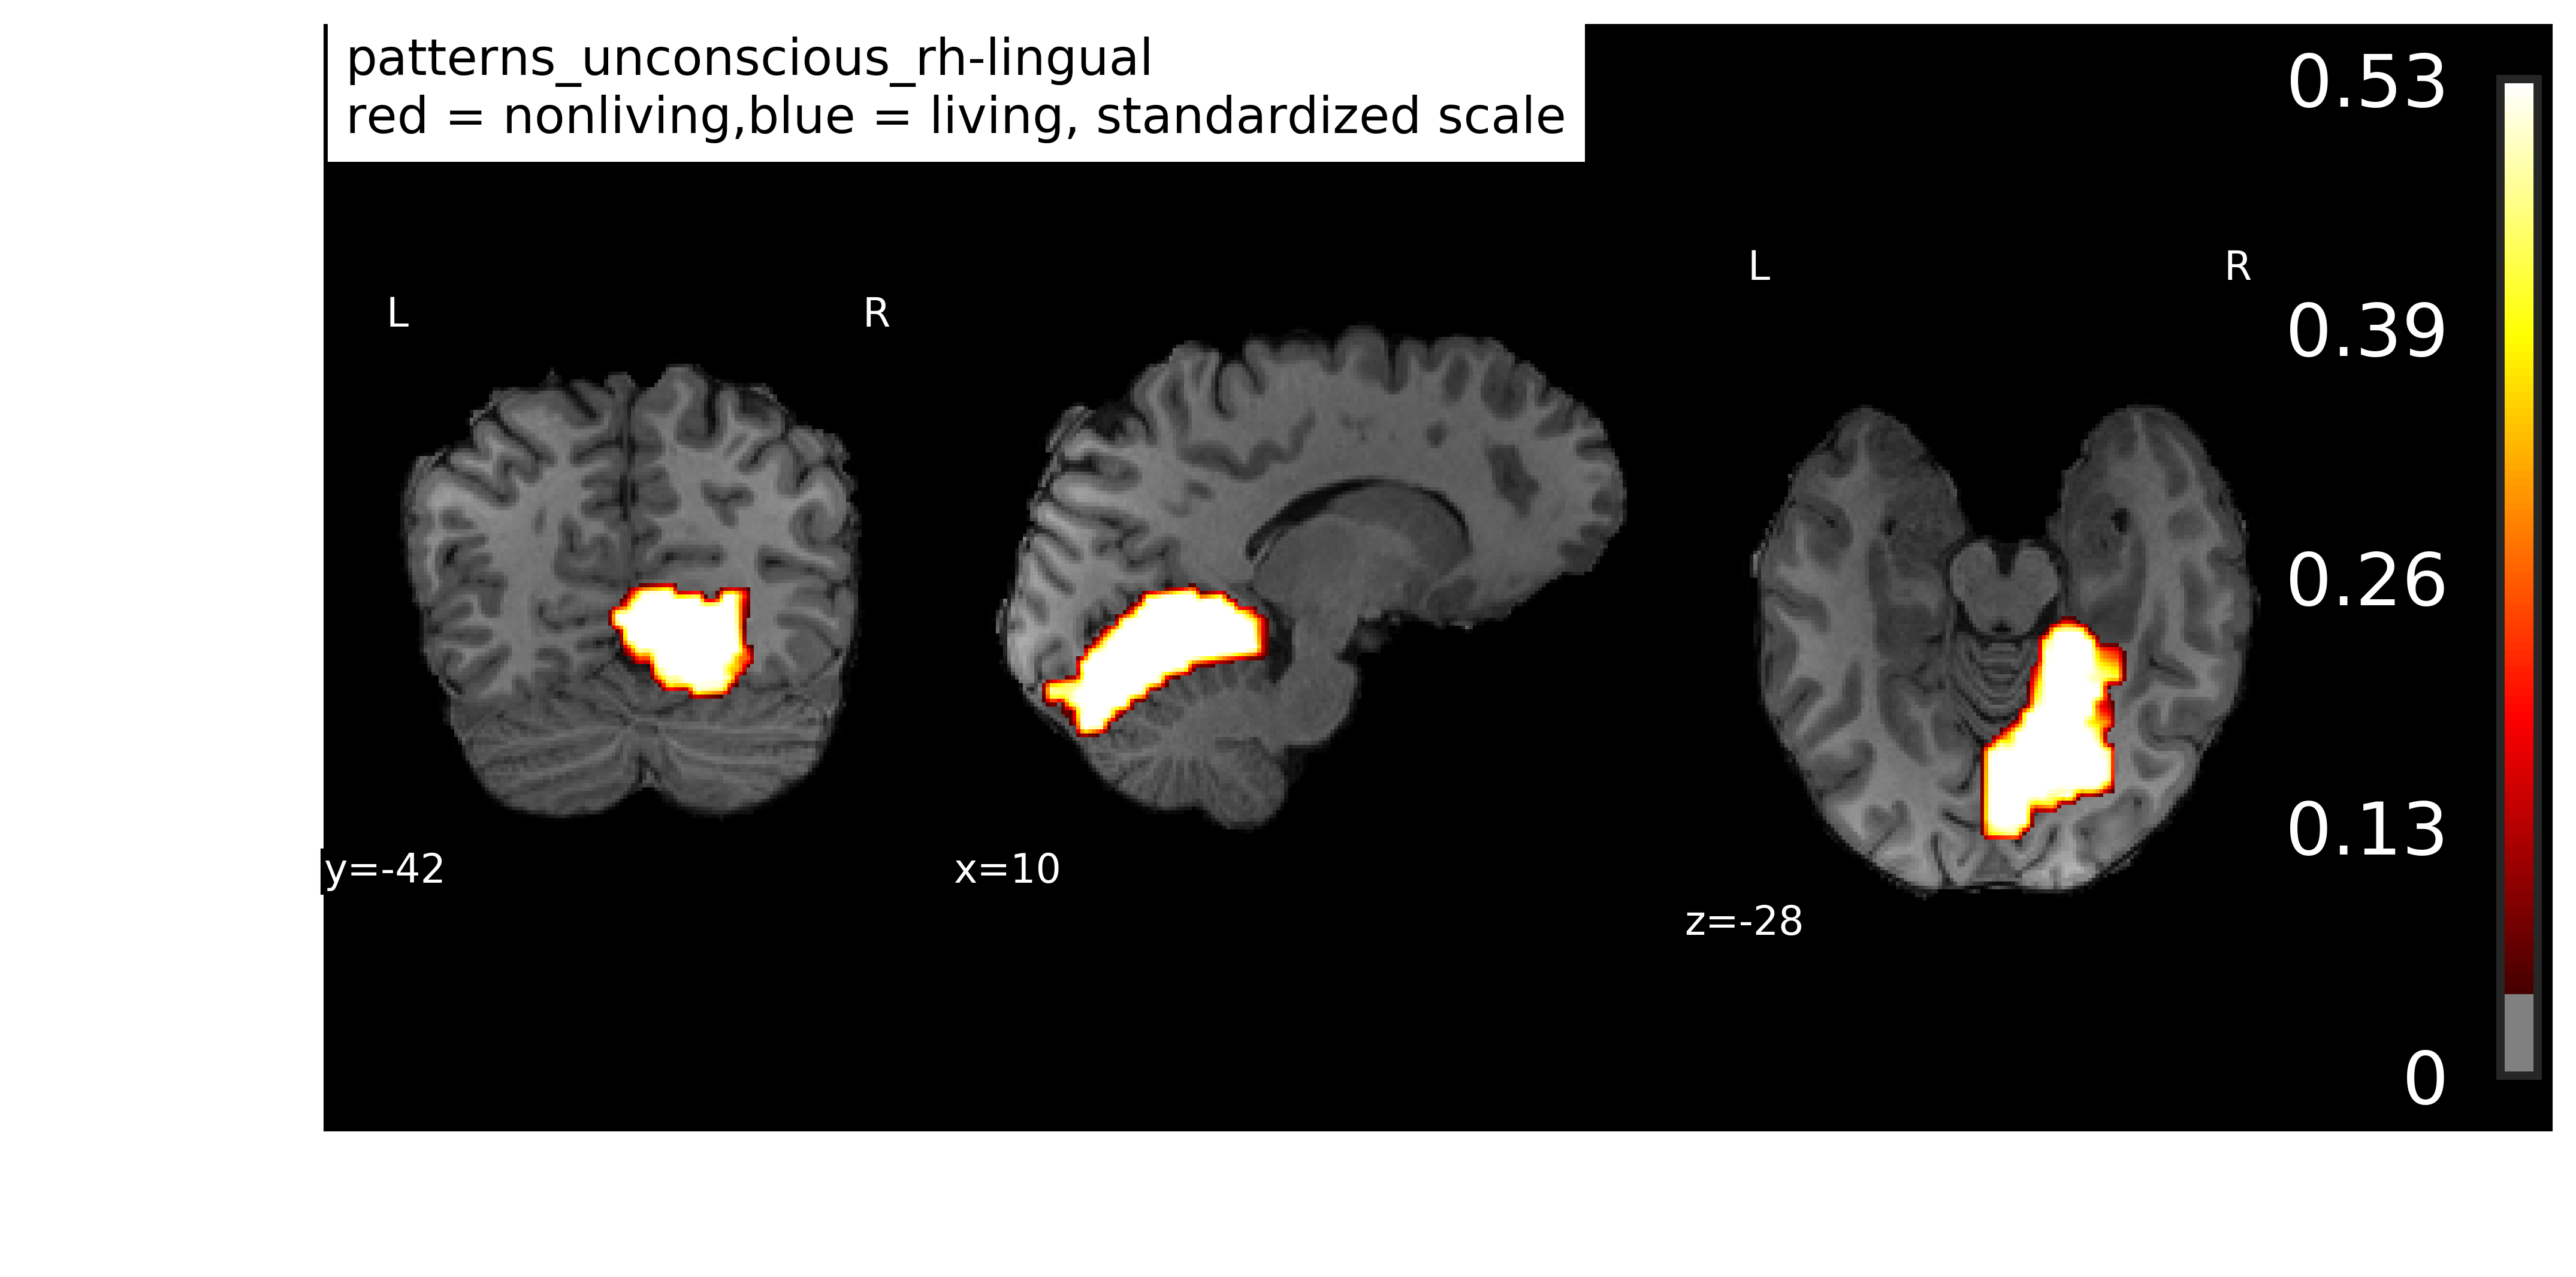 patterns_unconscious_rh-lingual
red = nonliving,blue = living, standardized scale
L R
L R
y=-42
x=10
z=-28
0.53
0.39
0.26
0.13
0